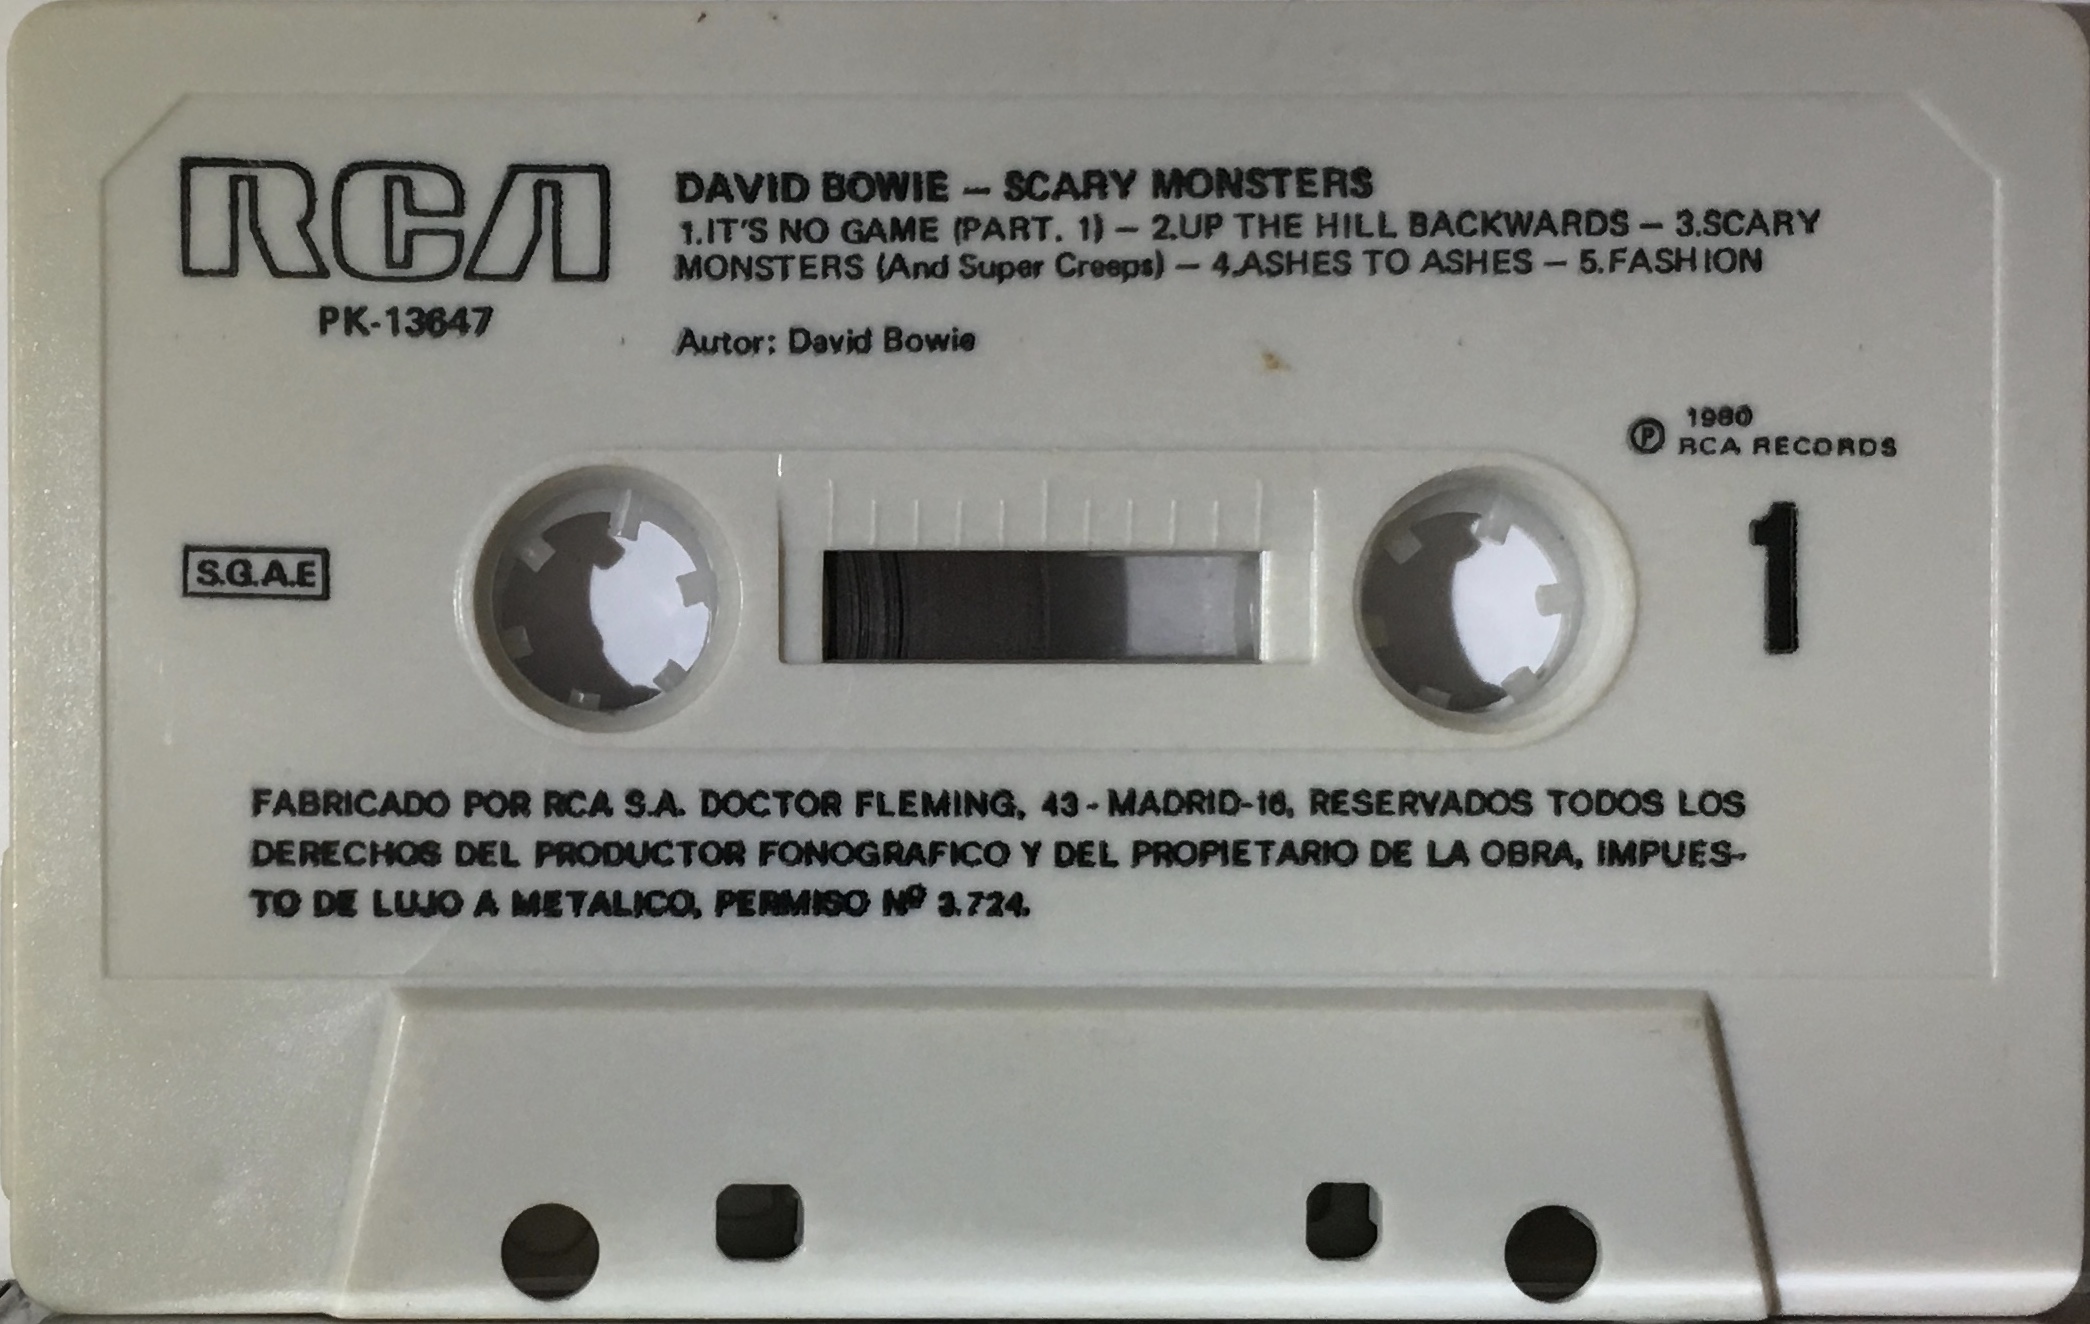 RCA
PK-13647
DAVID BOWIE — SCARY MONSTERS
1.IT'S NO GAME (PART. 1) — 2.UP THE HILL BACKWARDS — 3.SCARY
MONSTERS (And Super Creeps) — 4.ASHES TO ASHES — 5.FASHION
Autor: David Bowie
Ⓟ 1980
RCA RECORDS
S.G.A.E
1
FABRICADO POR RCA S.A. DOCTOR FLEMING, 43 - MADRID-16, RESERVADOS TODOS LOS
DERECHOS DEL PRODUCTOR FONOGRAFICO Y DEL PROPIETARIO DE LA OBRA, IMPUES-
TO DE LUJO A METALICO, PERMISO Nº 3.724.